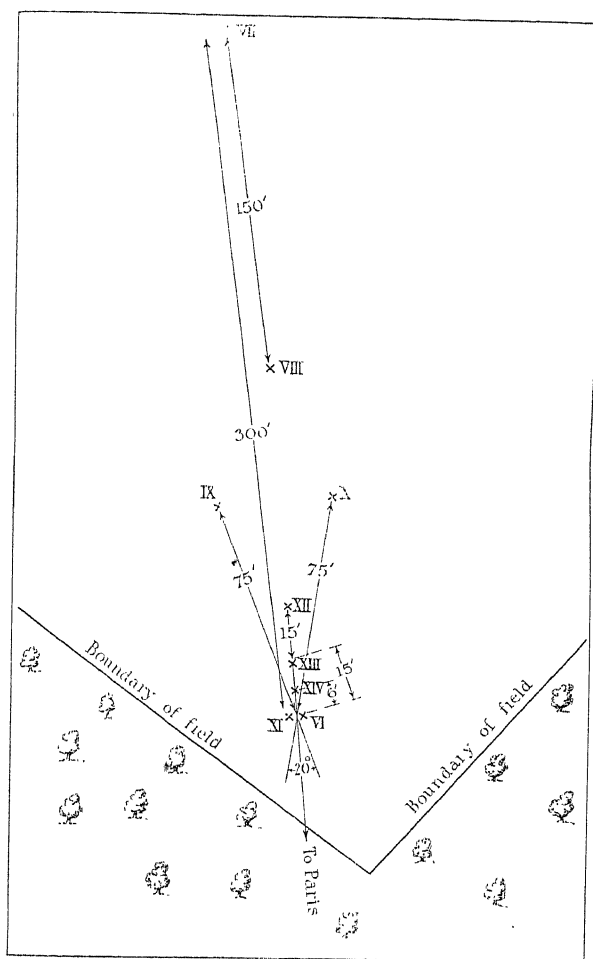 VII
150'
VIII
300'
IX
X
75'
75'
XII
15'
XIII
15'
XIV
6'
XI
VI
20°
Boundary of field
Boundary of field
To Paris